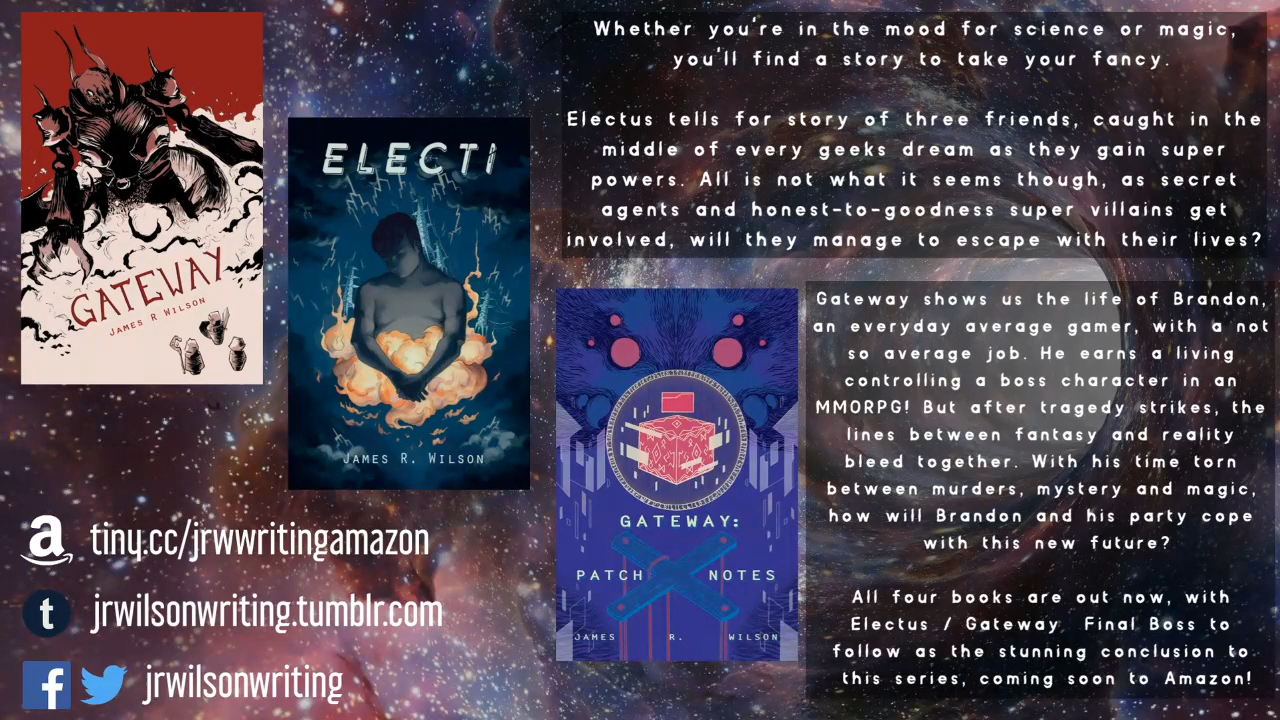 GATEWAY
JAMES R WILSON
ELECTI
JAMES R. WILSON
GATEWAY:
PATCH NOTES
JAMES R. WILSON
Whether you're in the mood for science or magic,
you'll find a story to take your fancy.
Electus tells for story of three friends, caught in the
middle of every geeks dream as they gain super
powers. All is not what it seems though, as secret
agents and honest-to-goodness super villains get
involved, will they manage to escape with their lives?
Gateway shows us the life of Brandon,
an everyday average gamer, with a not
so average job. He earns a living
controlling a boss character in an
MMORPG! But after tragedy strikes, the
lines between fantasy and reality
bleed together. With his time torn
between murders, mystery and magic,
how will Brandon and his party cope
with this new future?
All four books are out now, with
Electus / Gateway Final Boss to
follow as the stunning conclusion to
this series, coming soon to Amazon!
a tiny.cc/jrwwritingamazon
t jrwilsonwriting.tumblr.com
f jrwilsonwriting